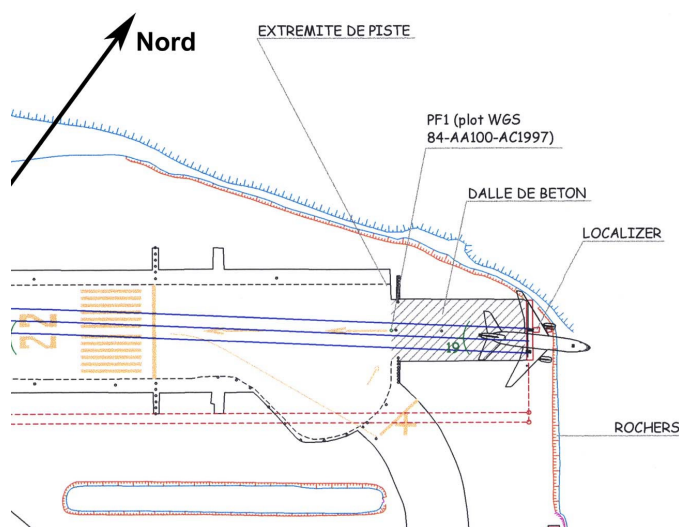 Nord
EXTREMITE DE PISTE
PF1 (plot WGS
84-AA100-AC1997)
DALLE DE BETON
LOCALIZER
22
19
A
ROCHERS